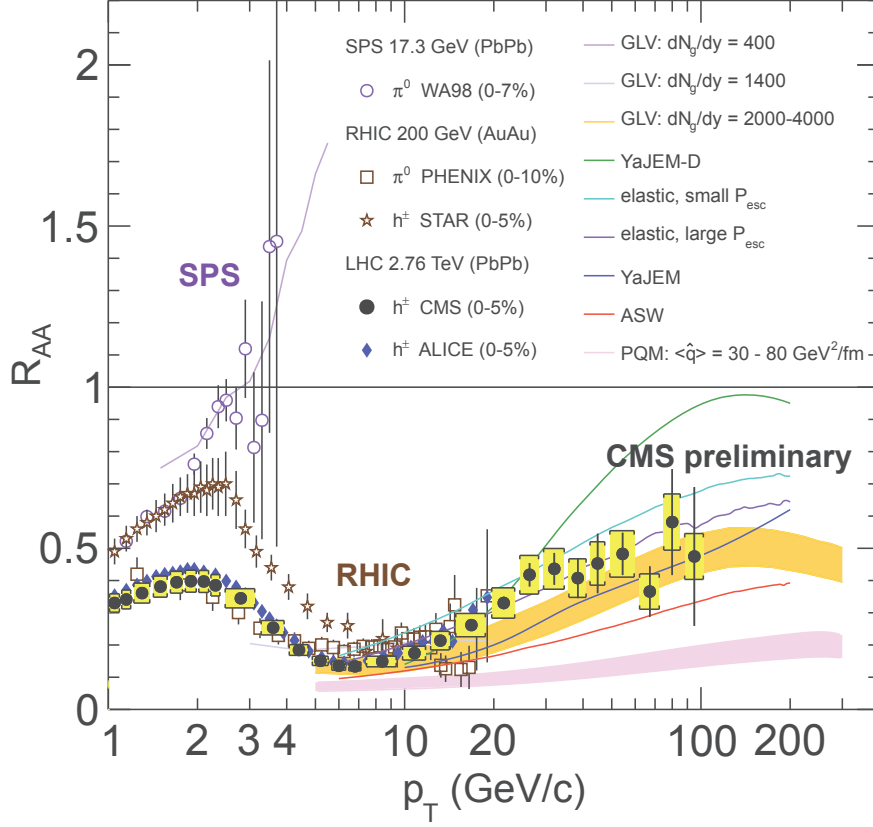 2
1.5
1
0.5
0
R_AA
SPS 17.3 GeV (PbPb)
π⁰ WA98 (0-7%)
RHIC 200 GeV (AuAu)
π⁰ PHENIX (0-10%)
h± STAR (0-5%)
LHC 2.76 TeV (PbPb)
h± CMS (0-5%)
h± ALICE (0-5%)
GLV: dN_g/dy = 400
GLV: dN_g/dy = 1400
GLV: dN_g/dy = 2000-4000
YaJEM-D
elastic, small P_esc
elastic, large P_esc
YaJEM
ASW
PQM: <q̂> = 30 - 80 GeV²/fm
SPS
CMS preliminary
RHIC
1 2 3 4 10 20 100 200
p_T (GeV/c)